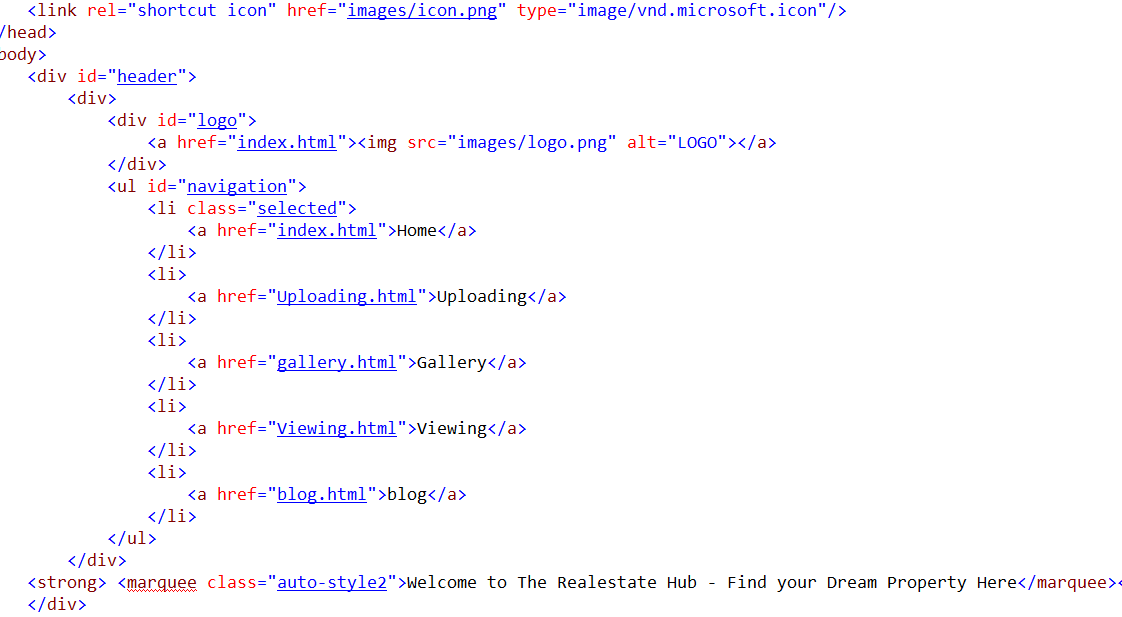 <link rel="shortcut icon" href="images/icon.png" type="image/vnd.microsoft.icon"/>
/head>
body>
<div id="header">
<div>
<div id="logo">
<a href="index.html"><img src="images/logo.png" alt="LOGO"></a>
</div>
<ul id="navigation">
<li class="selected">
<a href="index.html">Home</a>
</li>
<li>
<a href="Uploading.html">Uploading</a>
</li>
<li>
<a href="gallery.html">Gallery</a>
</li>
<li>
<a href="Viewing.html">Viewing</a>
</li>
<li>
<a href="blog.html">blog</a>
</li>
</ul>
</div>
<strong> <marquee class="auto-style2">Welcome to The Realestate Hub - Find your Dream Property Here</marquee><
</div>